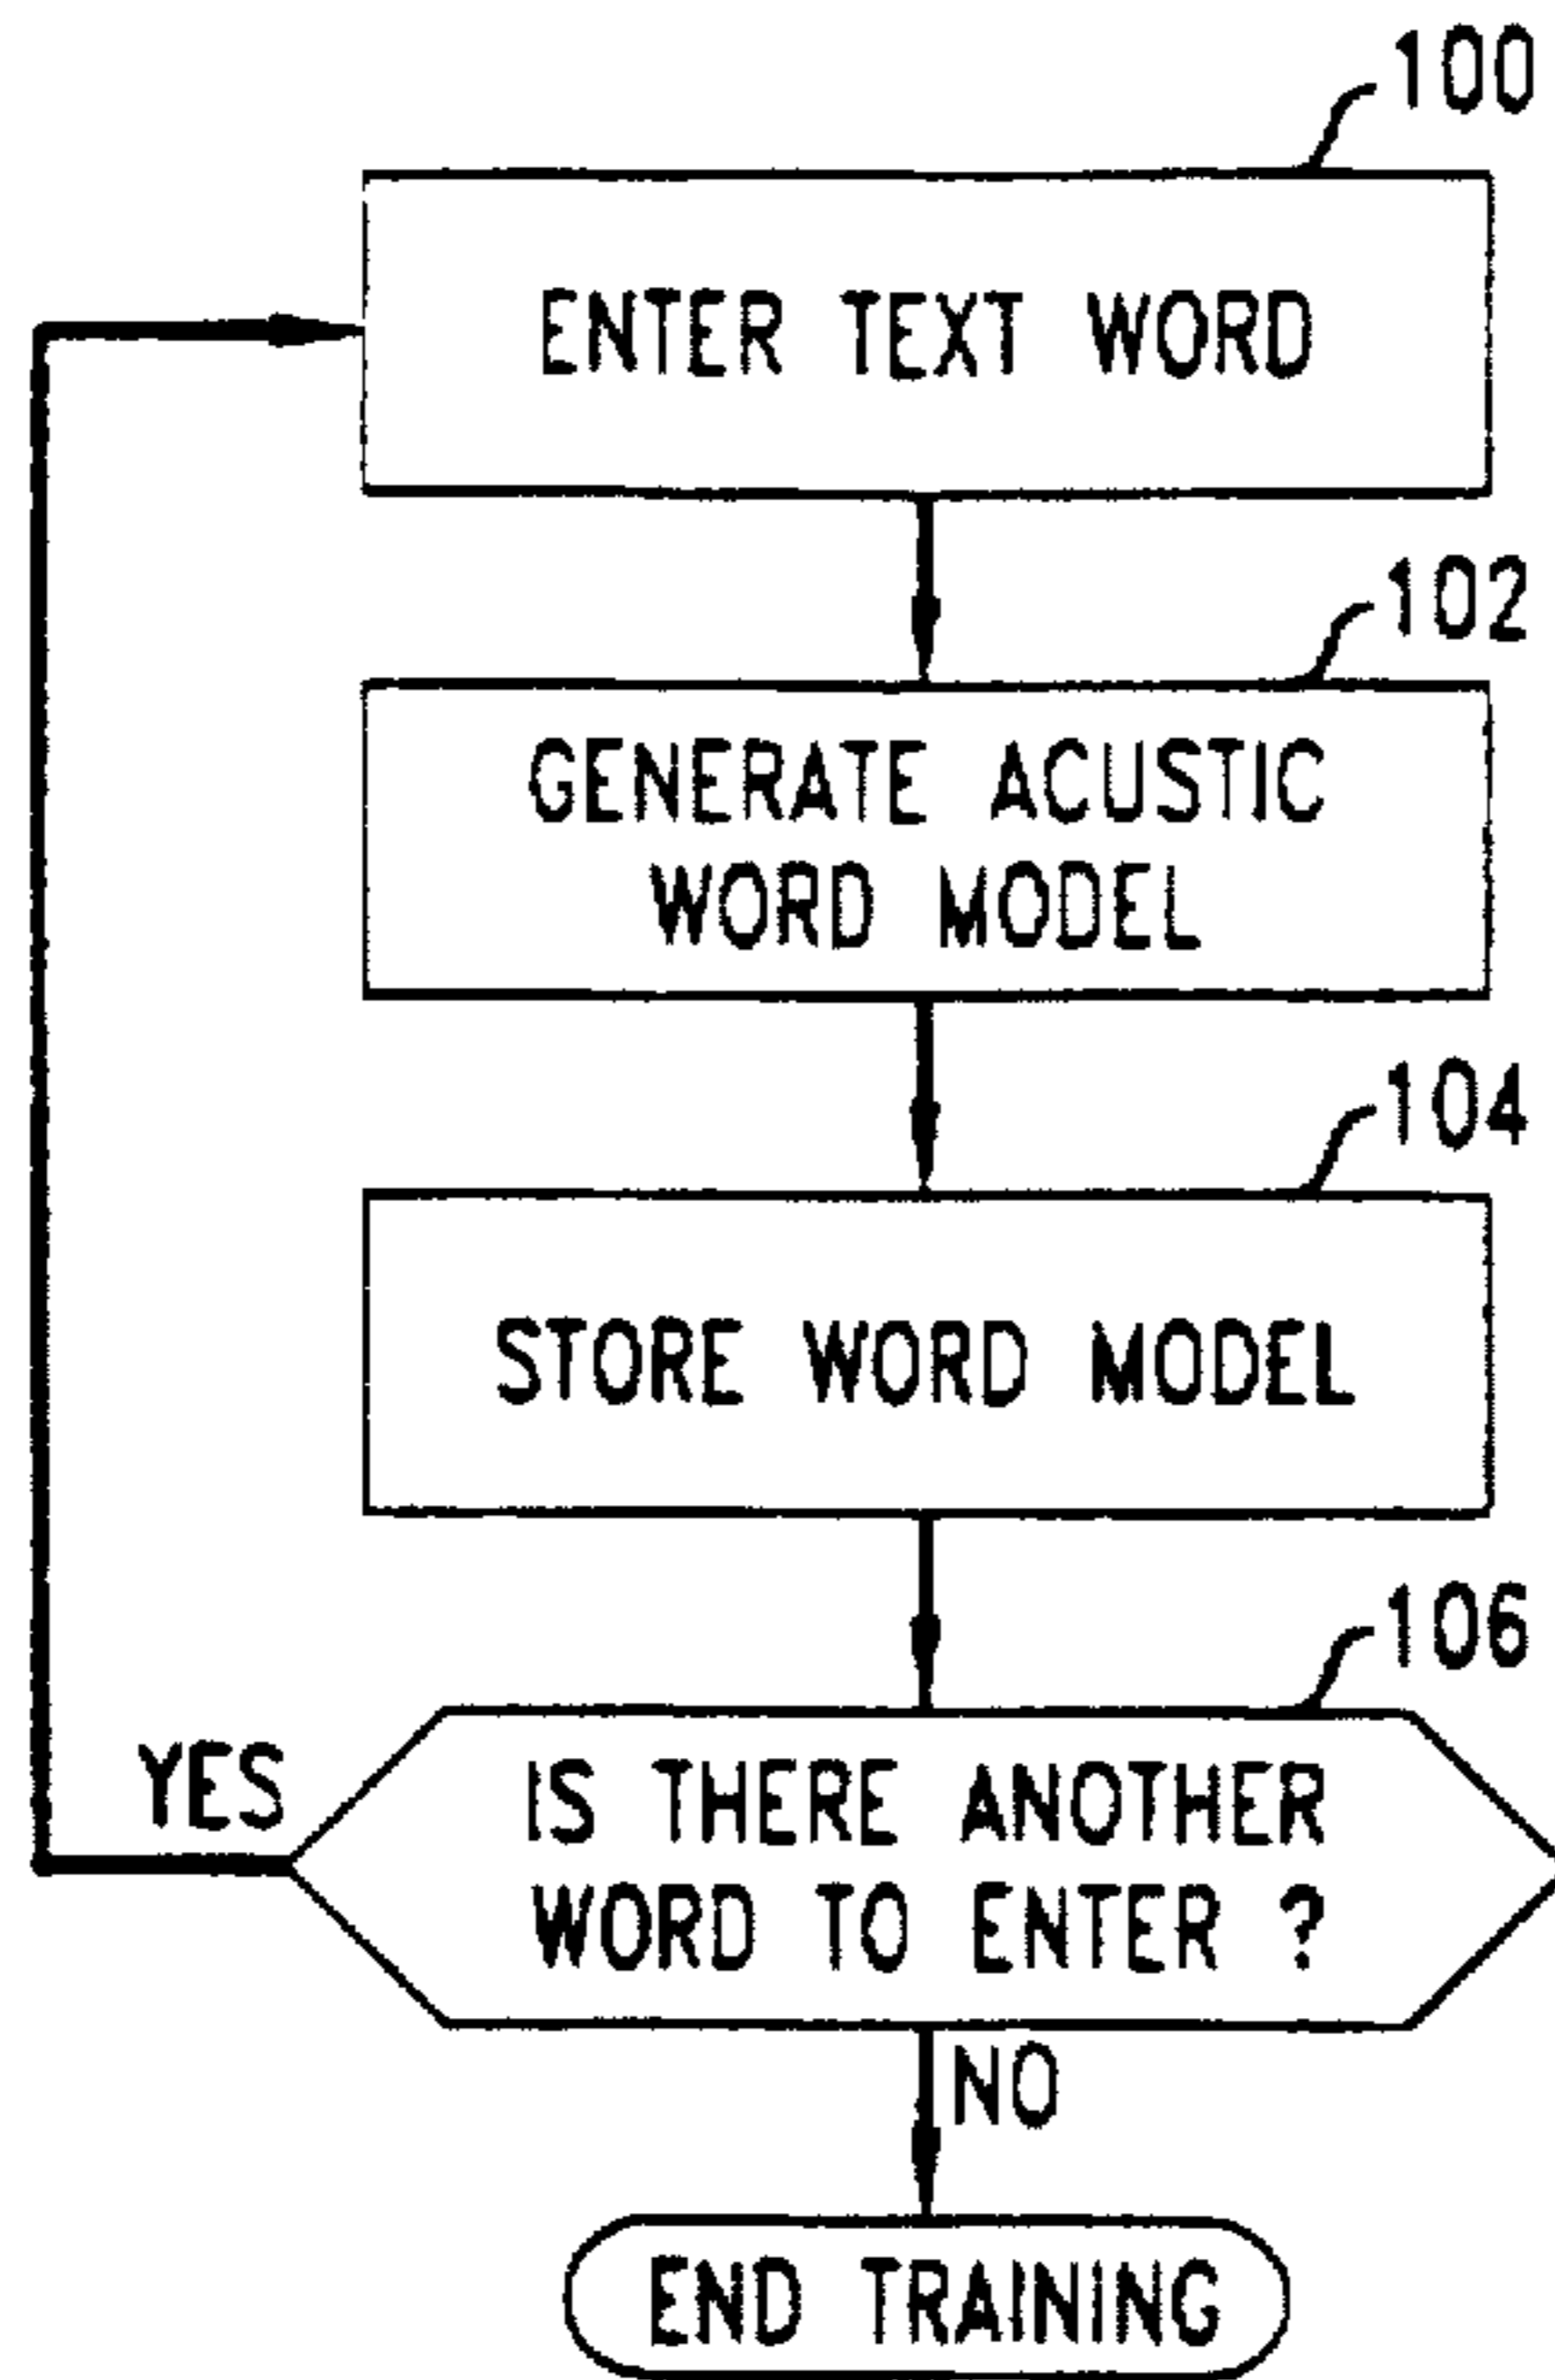 100
ENTER TEXT WORD
102
GENERATE ACUSTIC
WORD MODEL
104
STORE WORD MODEL
106
YES
IS THERE ANOTHER
WORD TO ENTER ?
NO
END TRAINING